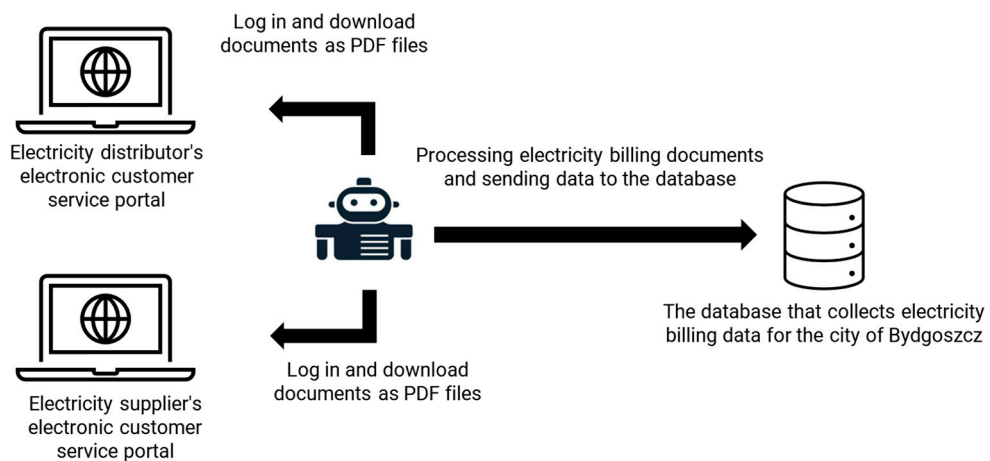 Log in and download
documents as PDF files
Electricity distributor's
electronic customer
service portal
Processing electricity billing documents
and sending data to the database
The database that collects electricity
billing data for the city of Bydgoszcz
Log in and download
documents as PDF files
Electricity supplier's
electronic customer
service portal